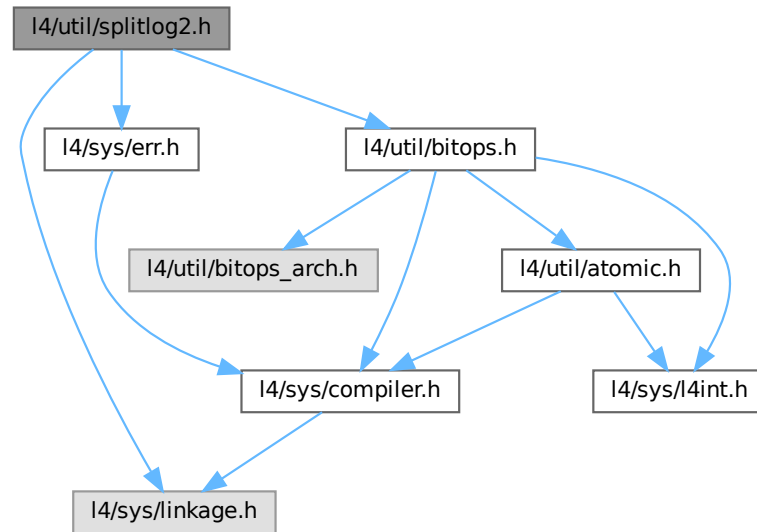 l4/util/splitlog2.h
l4/sys/err.h
l4/util/bitops.h
l4/util/bitops_arch.h
l4/util/atomic.h
l4/sys/compiler.h
l4/sys/l4int.h
l4/sys/linkage.h